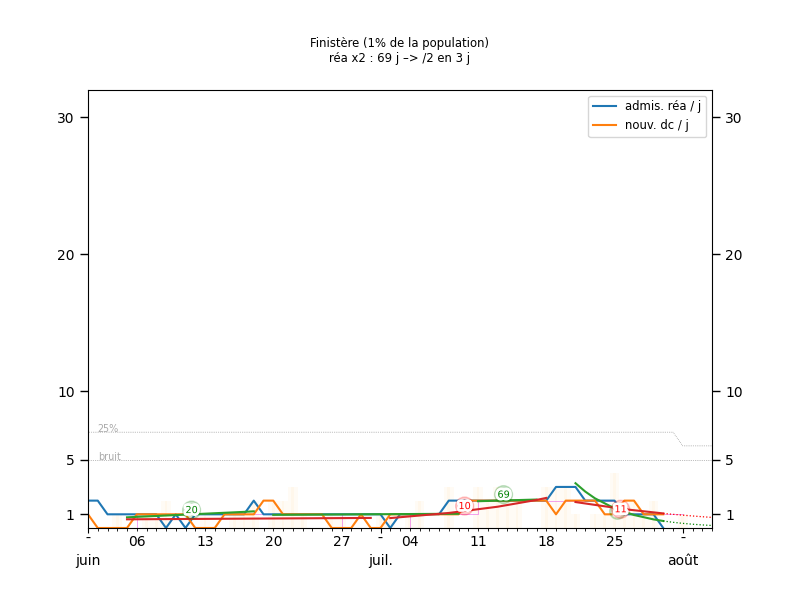 Finistère (1% de la population)
réa x2 : 69 j –> /2 en 3 j
admis. réa / j
nouv. dc / j
30 30
20 20
10 10
25%
5 bruit 5
20 10 69 11
1 1
- 06 13 20 27 - 04 11 18 25 -
juin juil. août